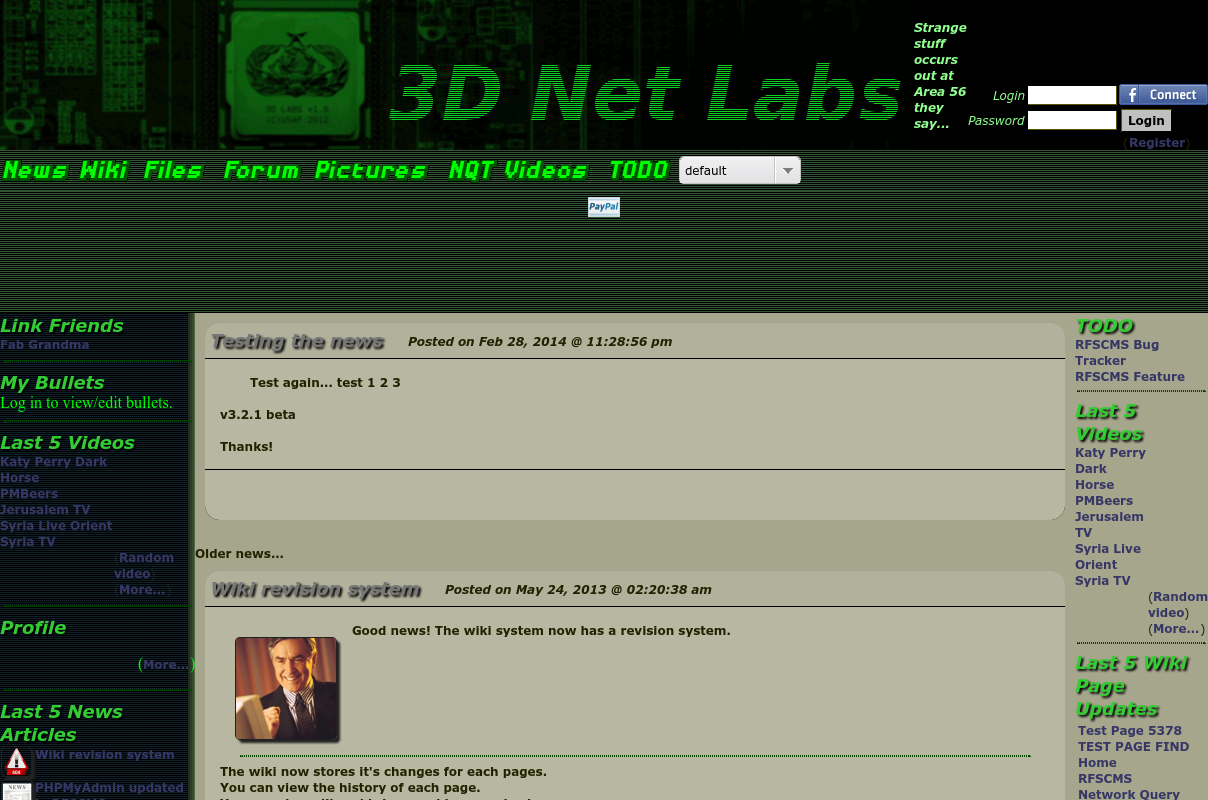 3D LABS v1.0
(C)USAF 2012
3D Net Labs
Strange
stuff
occurs
out at
Area 56
they
say...
Login
Connect
Password
Login
(Register)
News Wiki Files Forum Pictures NQT Videos TODO default
PayPal
Link Friends
Fab Grandma
My Bullets
Log in to view/edit bullets.
Last 5 Videos
Katy Perry Dark
Horse
PMBeers
Jerusalem TV
Syria Live Orient
Syria TV
(Random
video)
(More...)
Profile
(More...)
Last 5 News
Articles
404
Wiki revision system
NEWS
PHPMyAdmin updated
Testing the news Posted on Feb 28, 2014 @ 11:28:56 pm
Test again... test 1 2 3
v3.2.1 beta
Thanks!
Older news...
Wiki revision system Posted on May 24, 2013 @ 02:20:38 am
Good news! The wiki system now has a revision system.
The wiki now stores it's changes for each pages.
You can view the history of each page.
TODO
RFSCMS Bug
Tracker
RFSCMS Feature
Last 5
Videos
Katy Perry
Dark
Horse
PMBeers
Jerusalem
TV
Syria Live
Orient
Syria TV
(Random
video)
(More...)
Last 5 Wiki
Page
Updates
Test Page 5378
TEST PAGE FIND
Home
RFSCMS
Network Query